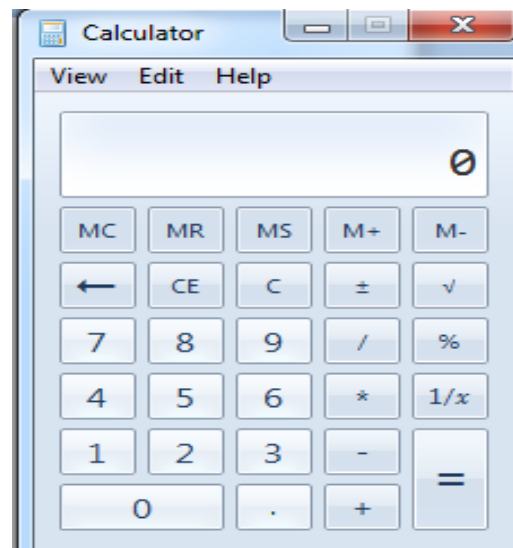 Calculator
View Edit Help
0
MC MR MS M+ M-
← CE C ± √
7 8 9 / %
4 5 6 * 1/x
1 2 3 - =
0 . +